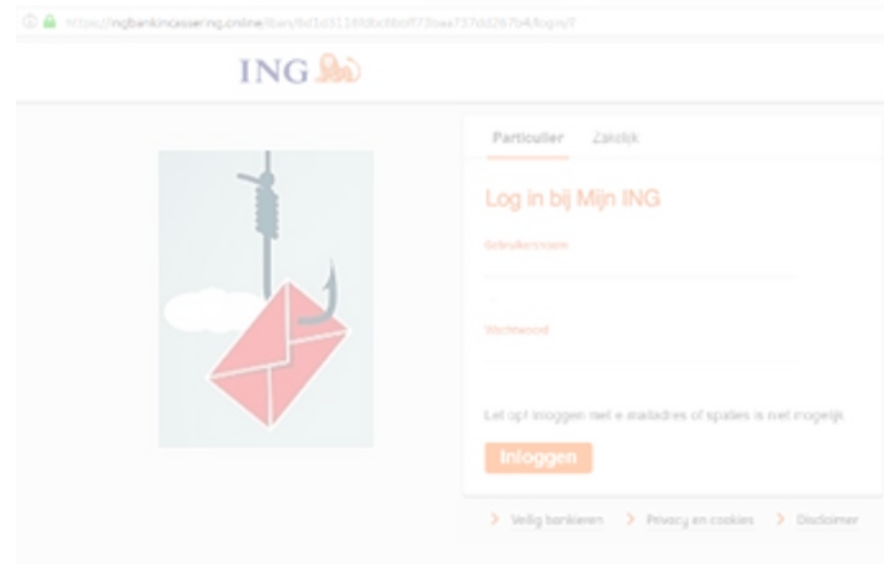 ING
Particulier Zakelijk
Log in bij Mijn ING
Gebruikersnaam
Wachtwoord
Let op! Inloggen met e-mailadres of spaties is niet mogelijk
Inloggen
Veilig bankieren Privacy en cookies Disclaimer